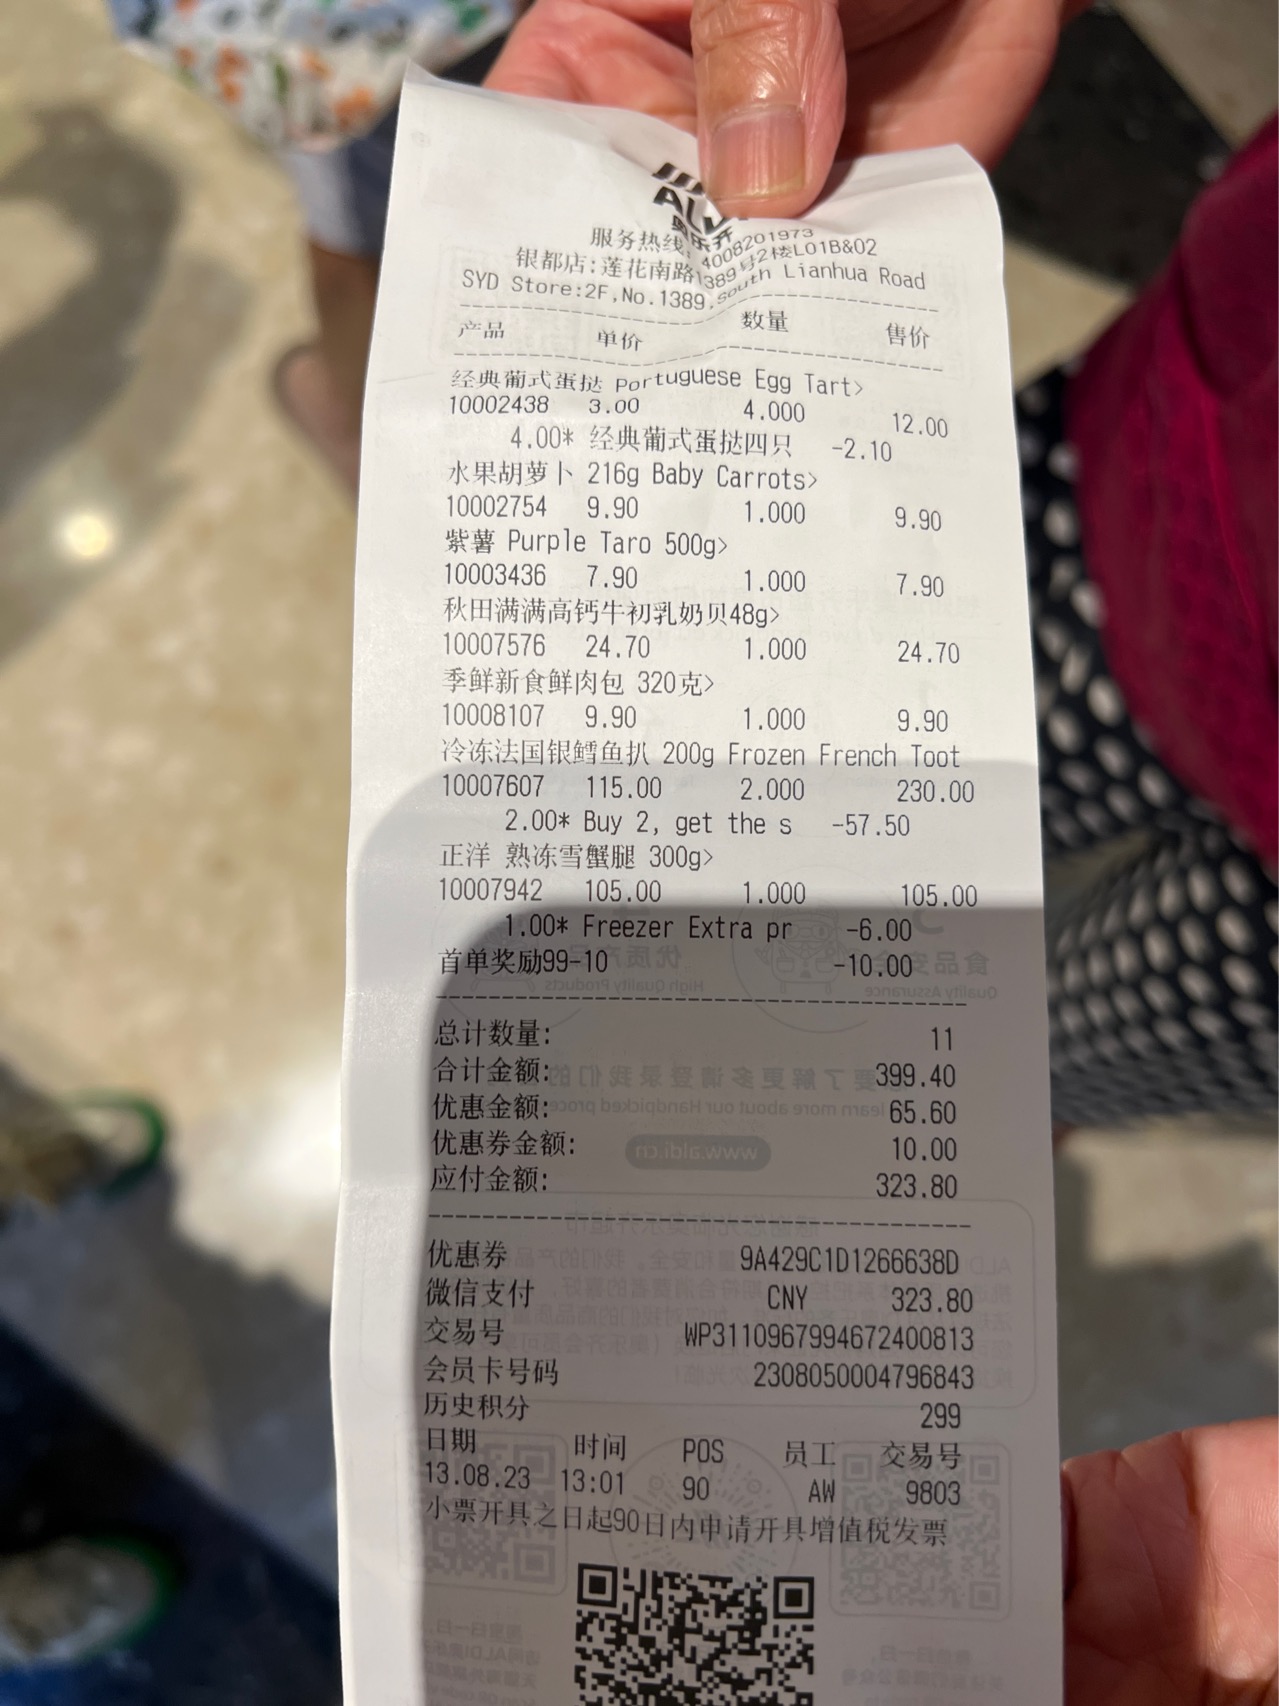 服务热线: 4008201973
银都店:莲花南路1389号2楼L01B&02
SYD Store:2F,No.1389,South Lianhua Road
产品 单价 数量 售价
经典葡式蛋挞 Portuguese Egg Tart>
10002438 3.00 4.000 12.00
4.00* 经典葡式蛋挞四只 -2.10
水果胡萝卜 216g Baby Carrots>
10002754 9.90 1.000 9.90
紫薯 Purple Taro 500g>
10003436 7.90 1.000 7.90
秋田满满高钙牛初乳奶贝48g>
10007576 24.70 1.000 24.70
季鲜新食鲜肉包 320克>
10008107 9.90 1.000 9.90
冷冻法国银鳕鱼扒 200g Frozen French Toot
10007607 115.00 2.000 230.00
2.00* Buy 2, get the s -57.50
正洋 熟冻雪蟹腿 300g>
10007942 105.00 1.000 105.00
1.00* Freezer Extra pr -6.00
首单奖励99-10 -10.00
总计数量: 11
合计金额: 399.40
优惠金额: 65.60
优惠券金额: 10.00
应付金额: 323.80
优惠券 9A429C1D1266638D
微信支付 CNY 323.80
交易号 WP3110967994672400813
会员卡号码 2308050004796843
历史积分 299
日期 时间 POS 员工 交易号
13.08.23 13:01 90 AW 9803
小票开具之日起90日内申请开具增值税发票